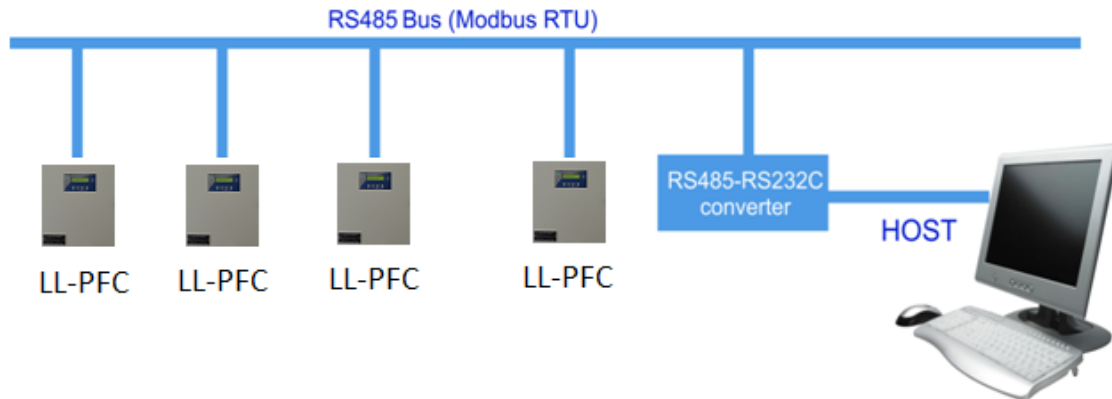 RS485 Bus (Modbus RTU)
RS485-RS232C
converter
HOST
LL-PFC
LL-PFC
LL-PFC
LL-PFC